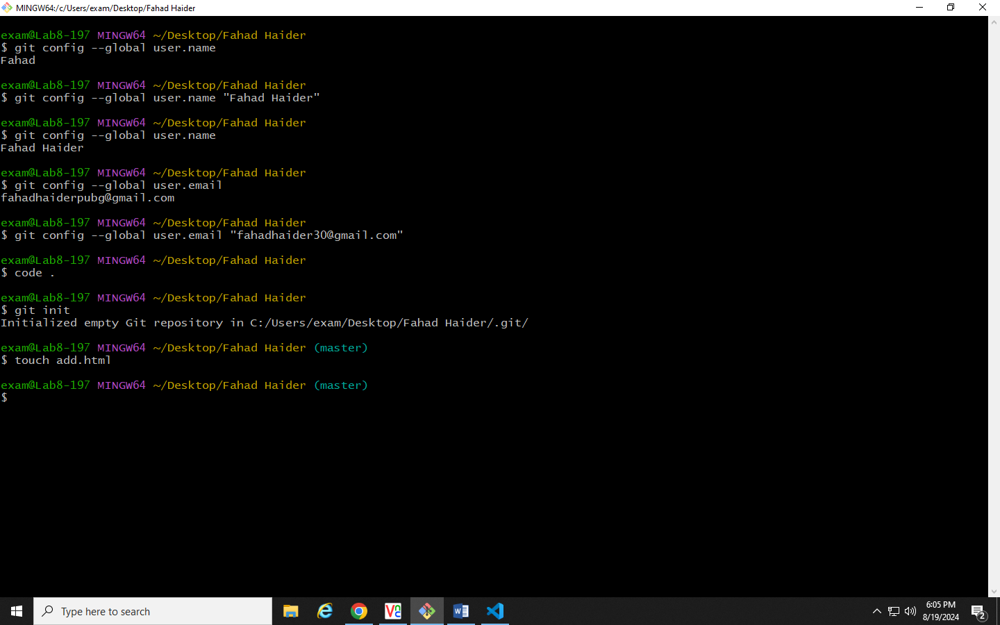 MINGW64:/c/Users/exam/Desktop/Fahad Haider
exam@Lab8-197 MINGW64 ~/Desktop/Fahad Haider
$ git config --global user.name
Fahad
exam@Lab8-197 MINGW64 ~/Desktop/Fahad Haider
$ git config --global user.name "Fahad Haider"
exam@Lab8-197 MINGW64 ~/Desktop/Fahad Haider
$ git config --global user.name
Fahad Haider
exam@Lab8-197 MINGW64 ~/Desktop/Fahad Haider
$ git config --global user.email
fahadhaiderpubg@gmail.com
exam@Lab8-197 MINGW64 ~/Desktop/Fahad Haider
$ git config --global user.email "fahadhaider30@gmail.com"
exam@Lab8-197 MINGW64 ~/Desktop/Fahad Haider
$ code .
exam@Lab8-197 MINGW64 ~/Desktop/Fahad Haider
$ git init
Initialized empty Git repository in C:/Users/exam/Desktop/Fahad Haider/.git/
exam@Lab8-197 MINGW64 ~/Desktop/Fahad Haider (master)
$ touch add.html
exam@Lab8-197 MINGW64 ~/Desktop/Fahad Haider (master)
$
Type here to search
6:05 PM
8/19/2024
2